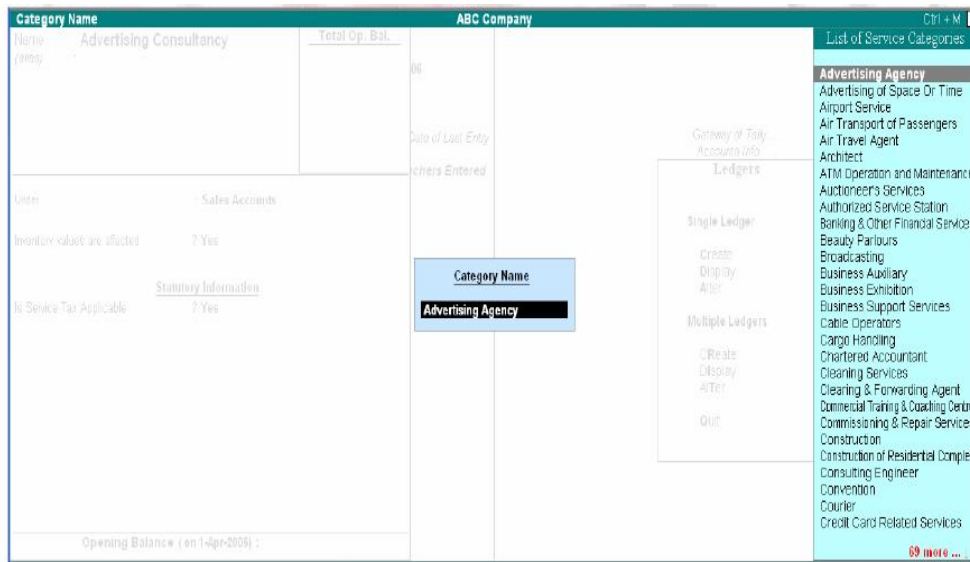 Category Name ABC Company Ctrl + M
Name Advertising Consultancy
(alias)
Total Op. Bal.
06
Date of Last Entry
chers Entered
Under : Sales Accounts
Inventory values are affected ? Yes
Statutory Information
Is Service Tax Applicable ? Yes
Opening Balance ( on 1-Apr-2006) :
Category Name
Advertising Agency
Gateway of Tally ...
Accounts Info.
Ledgers
Single Ledger
Create
Display
Alter
Multiple Ledgers
CReate
Display
AlTer
Quit
List of Service Categories
Advertising Agency
Advertising of Space Or Time
Airport Service
Air Transport of Passengers
Air Travel Agent
Architect
ATM Operation and Maintenance
Auctioneer's Services
Authorized Service Station
Banking & Other Financial Service
Beauty Parlours
Broadcasting
Business Auxiliary
Business Exhibition
Business Support Services
Cable Operators
Cargo Handling
Chartered Accountant
Cleaning Services
Clearing & Forwarding Agent
Commercial Training & Coaching Centr
Commissioning & Repair Service
Construction
Construction of Residential Comple
Consulting Engineer
Convention
Courier
Credit Card Related Services
69 more ...